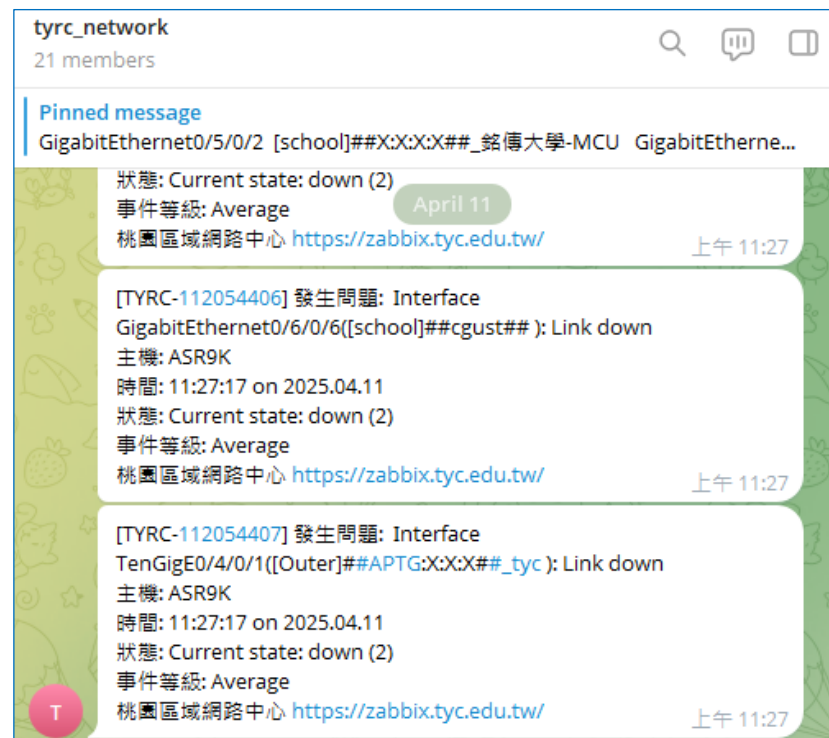 tyrc_network
21 members
Pinned message
GigabitEthernet0/5/0/2 [school]##X:X:X:X##_銘傳大學-MCU GigabitEtherne...
狀態: Current state: down (2)
April 11
事件等級: Average
桃園區域網路中心 https://zabbix.tyc.edu.tw/
上午 11:27
[TYRC-112054406] 發生問題: Interface
GigabitEthernet0/6/0/6([school]##cgust## ): Link down
主機: ASR9K
時間: 11:27:17 on 2025.04.11
狀態: Current state: down (2)
事件等級: Average
桃園區域網路中心 https://zabbix.tyc.edu.tw/
上午 11:27
[TYRC-112054407] 發生問題: Interface
TenGigE0/4/0/1([Outer]##APTG:X:X:X##_tyc ): Link down
主機: ASR9K
時間: 11:27:17 on 2025.04.11
狀態: Current state: down (2)
事件等級: Average
T
桃園區域網路中心 https://zabbix.tyc.edu.tw/
上午 11:27